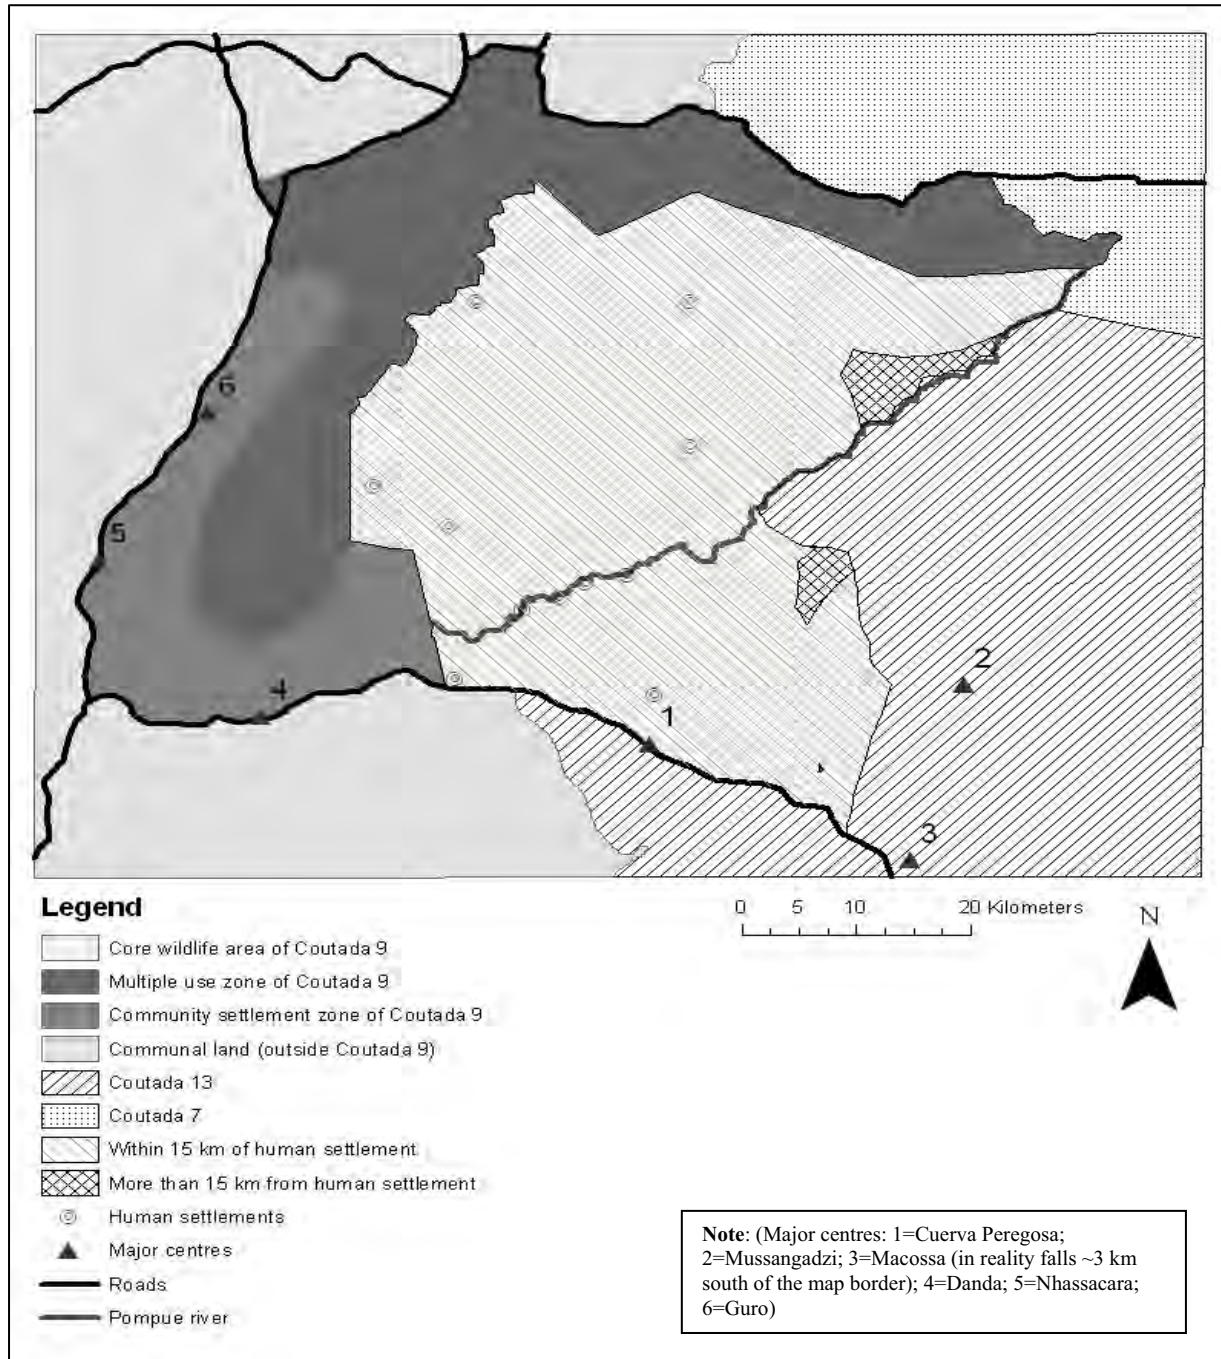 6
5
4
2
1
3
Legend
Core wildlife area of Coutada 9
Multiple use zone of Coutada 9
Community settlement zone of Coutada 9
Communal land (outside Coutada 9)
Coutada 13
Coutada 7
Within 15 km of human settlement
More than 15 km from human settlement
Human settlements
Major centres
Roads
Pompue river
0 5 10 20 Kilometers
N
Note: (Major centres: 1=Cuerva Peregosa;
2=Mussangadzi; 3=Macossa (in reality falls ~3 km
south of the map border); 4=Danda; 5=Nhassacara;
6=Guro)